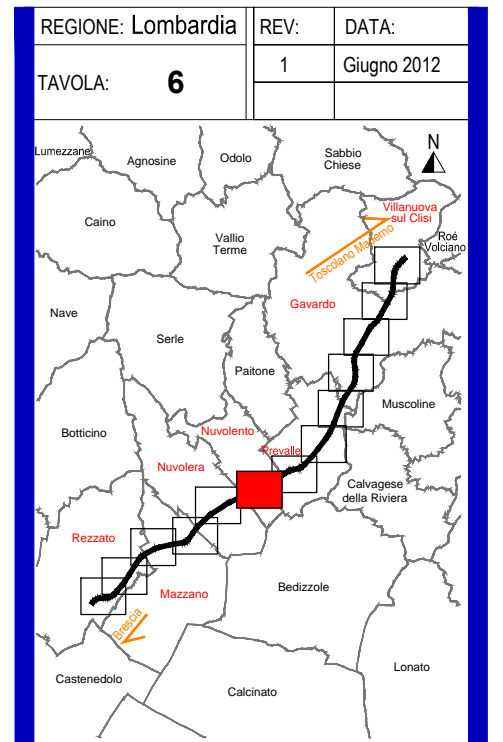 REGIONE: Lombardia
REV:
DATA:
TAVOLA: 6
1
Giugno 2012
Lumezzane
Agnosine
Odolo
Sabbio
Chiese
N
Caino
Vallio
Terme
Villanuova
sul Clisi
Roé
Volciano
Toscolano Maderno
Gavardo
Nave
Serle
Paitone
Muscoline
Botticino
Nuvolento
Prevalle
Nuvolera
Calvagese
della Riviera
Rezzato
Mazzano
Bedizzole
Brescia
Castenedolo
Calcinato
Lonato